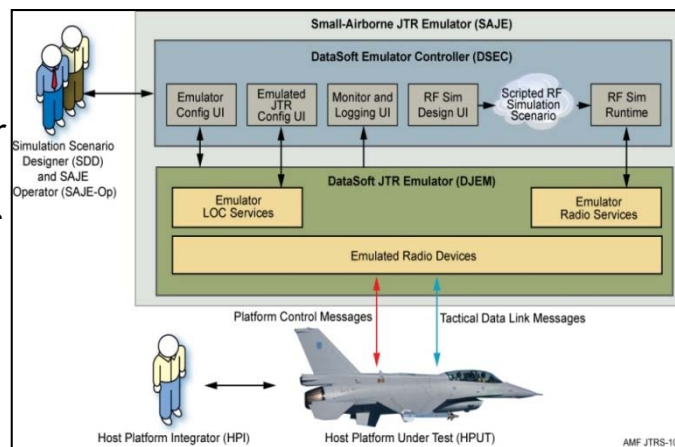 Small-Airborne JTR Emulator (SAJE)
DataSoft Emulator Controller (DSEC)
Emulator
Config UI
Emulated
JTR
Config UI
Monitor and
Logging UI
RF Sim
Design UI
Scripted RF
Simulation
Scenario
RF Sim
Runtime
Simulation Scenario
Designer (SDD)
and SAJE
Operator (SAJE-Op)
DataSoft JTR Emulator (DJEM)
Emulator
LOC Services
Emulator
Radio Services
Emulated Radio Devices
Platform Control
Messages
Tactical Data Link Messages
Host Platform Integrator (HPI)
Host Platform Under Test (HPUT)